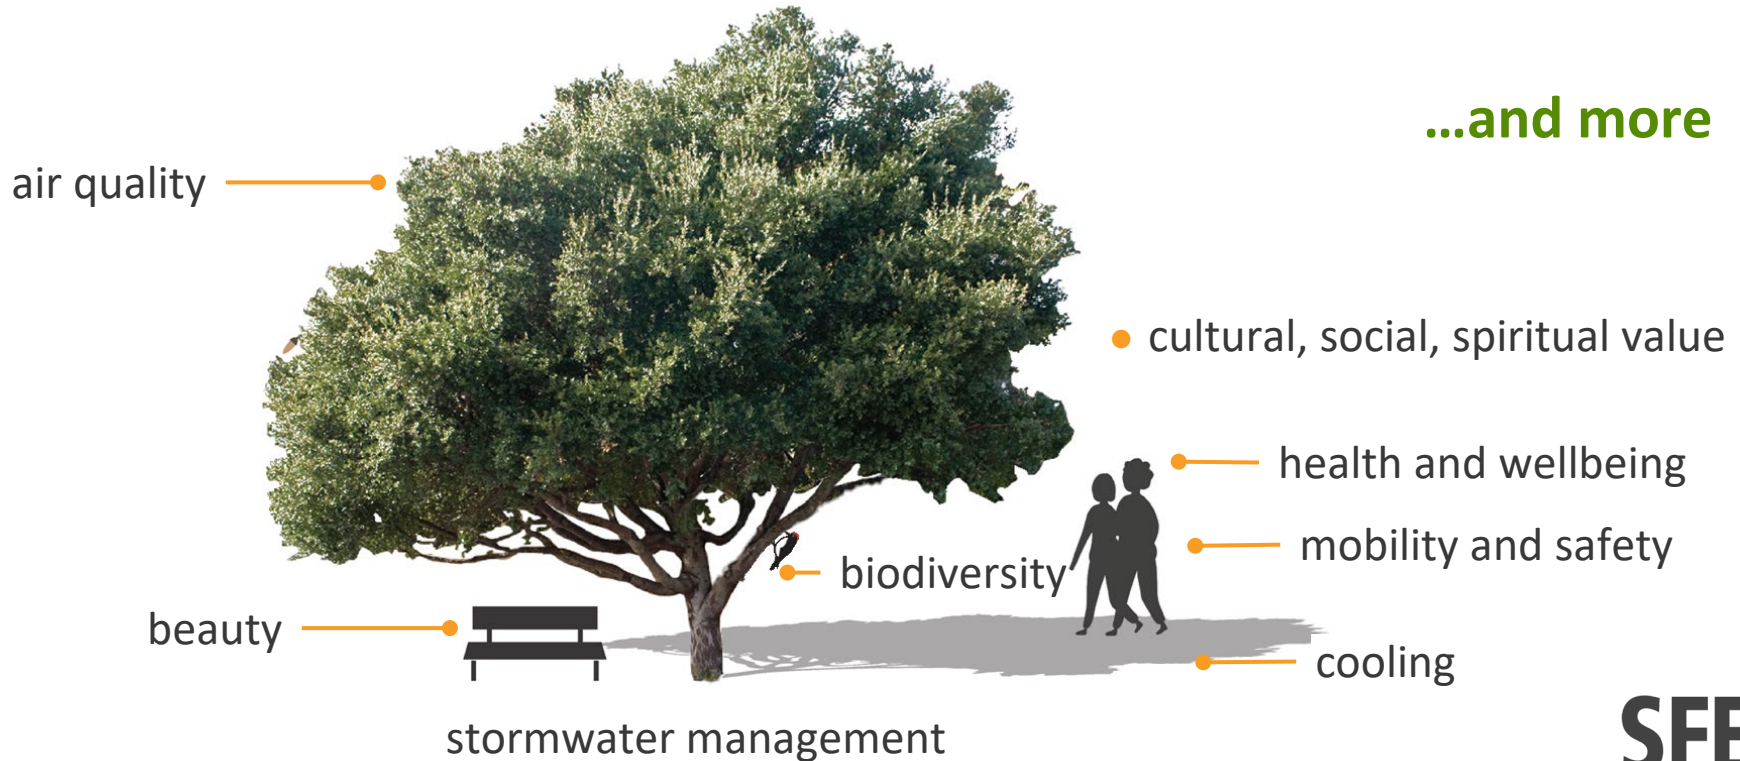 ...and more
air quality
cultural, social, spiritual value
health and wellbeing
mobility and safety
biodiversity
beauty
cooling
stormwater management